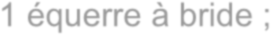 1 équerre à bride ;